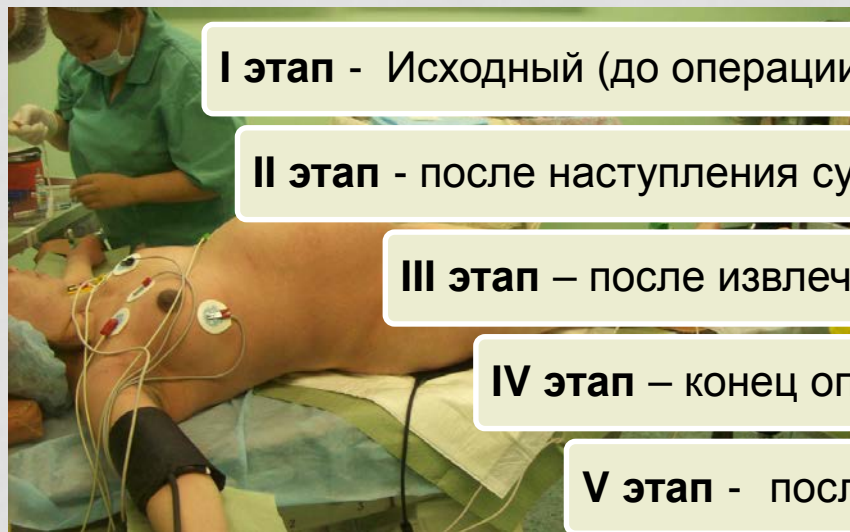 I этап - Исходный (до операции
II этап - после наступления су
III этап – после извлеч
IV этап – конец оп
V этап - посл